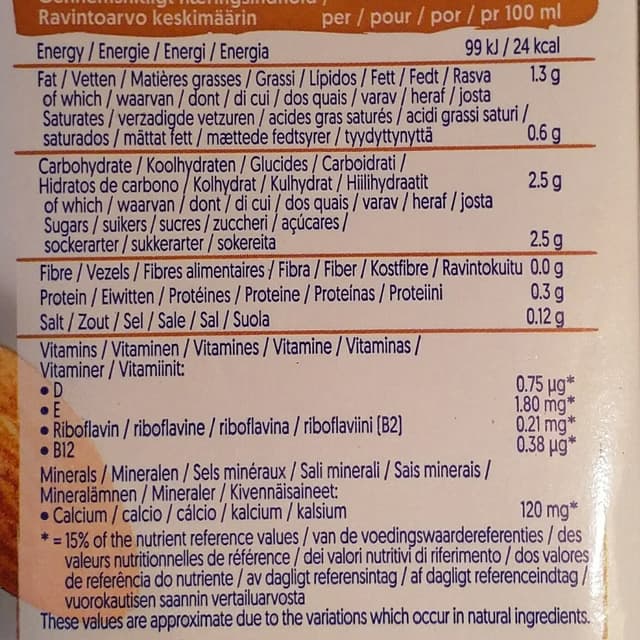 Ravintoarvo keskimäärin per / pour / por / pr 100 ml
Energy / Energie / Energi / Energia 99 kJ / 24 kcal
Fat / Vetten / Matières grasses / Grassi / Lípidos / Fett / Fedt / Rasva 1.3 g
of which / waarvan / dont / di cui / dos quais / varav / heraf / josta
Saturates / verzadigde vetzuren / acides gras saturés / acidi grassi saturi /
saturados / mättat fett / mættede fedtsyrer / tyydyttynyttä 0.6 g
Carbohydrate / Koolhydraten / Glucides / Carboidrati /
Hidratos de carbono / Kolhydrat / Kulhydrat / Hiilihydraatit 2.5 g
of which / waarvan / dont / di cui / dos quais / varav / heraf / josta
Sugars / suikers / sucres / zuccheri / açúcares /
sockerarter / sukkerarter / sokereita 2.5 g
Fibre / Vezels / Fibres alimentaires / Fibra / Fiber / Kostfibre / Ravintokuitu 0.0 g
Protein / Eiwitten / Protéines / Proteine / Proteínas / Proteiini 0.3 g
Salt / Zout / Sel / Sale / Sal / Suola 0.12 g
Vitamins / Vitaminen / Vitamines / Vitamine / Vitaminas /
Vitaminer / Vitamiinit:
• D 0.75 µg*
• E 1.80 mg*
• Riboflavin / riboflavine / riboflavina / riboflaviini (B2) 0.21 mg*
• B12 0.38 µg*
Minerals / Mineralen / Sels minéraux / Sali minerali / Sais minerais /
Mineralämnen / Mineraler / Kivennäisaineet:
• Calcium / calcio / cálcio / kalcium / kalsium 120 mg*
* = 15% of the nutrient reference values / van de voedingswaardereferenties / des
valeurs nutritionnelles de référence / dei valori nutritivi di riferimento / dos valores
de referência do nutriente / av dagligt referensintag / af dagligt referenceindtag /
vuorokautisen saannin vertailuarvosta
These values are approximate due to the variations which occur in natural ingredients.